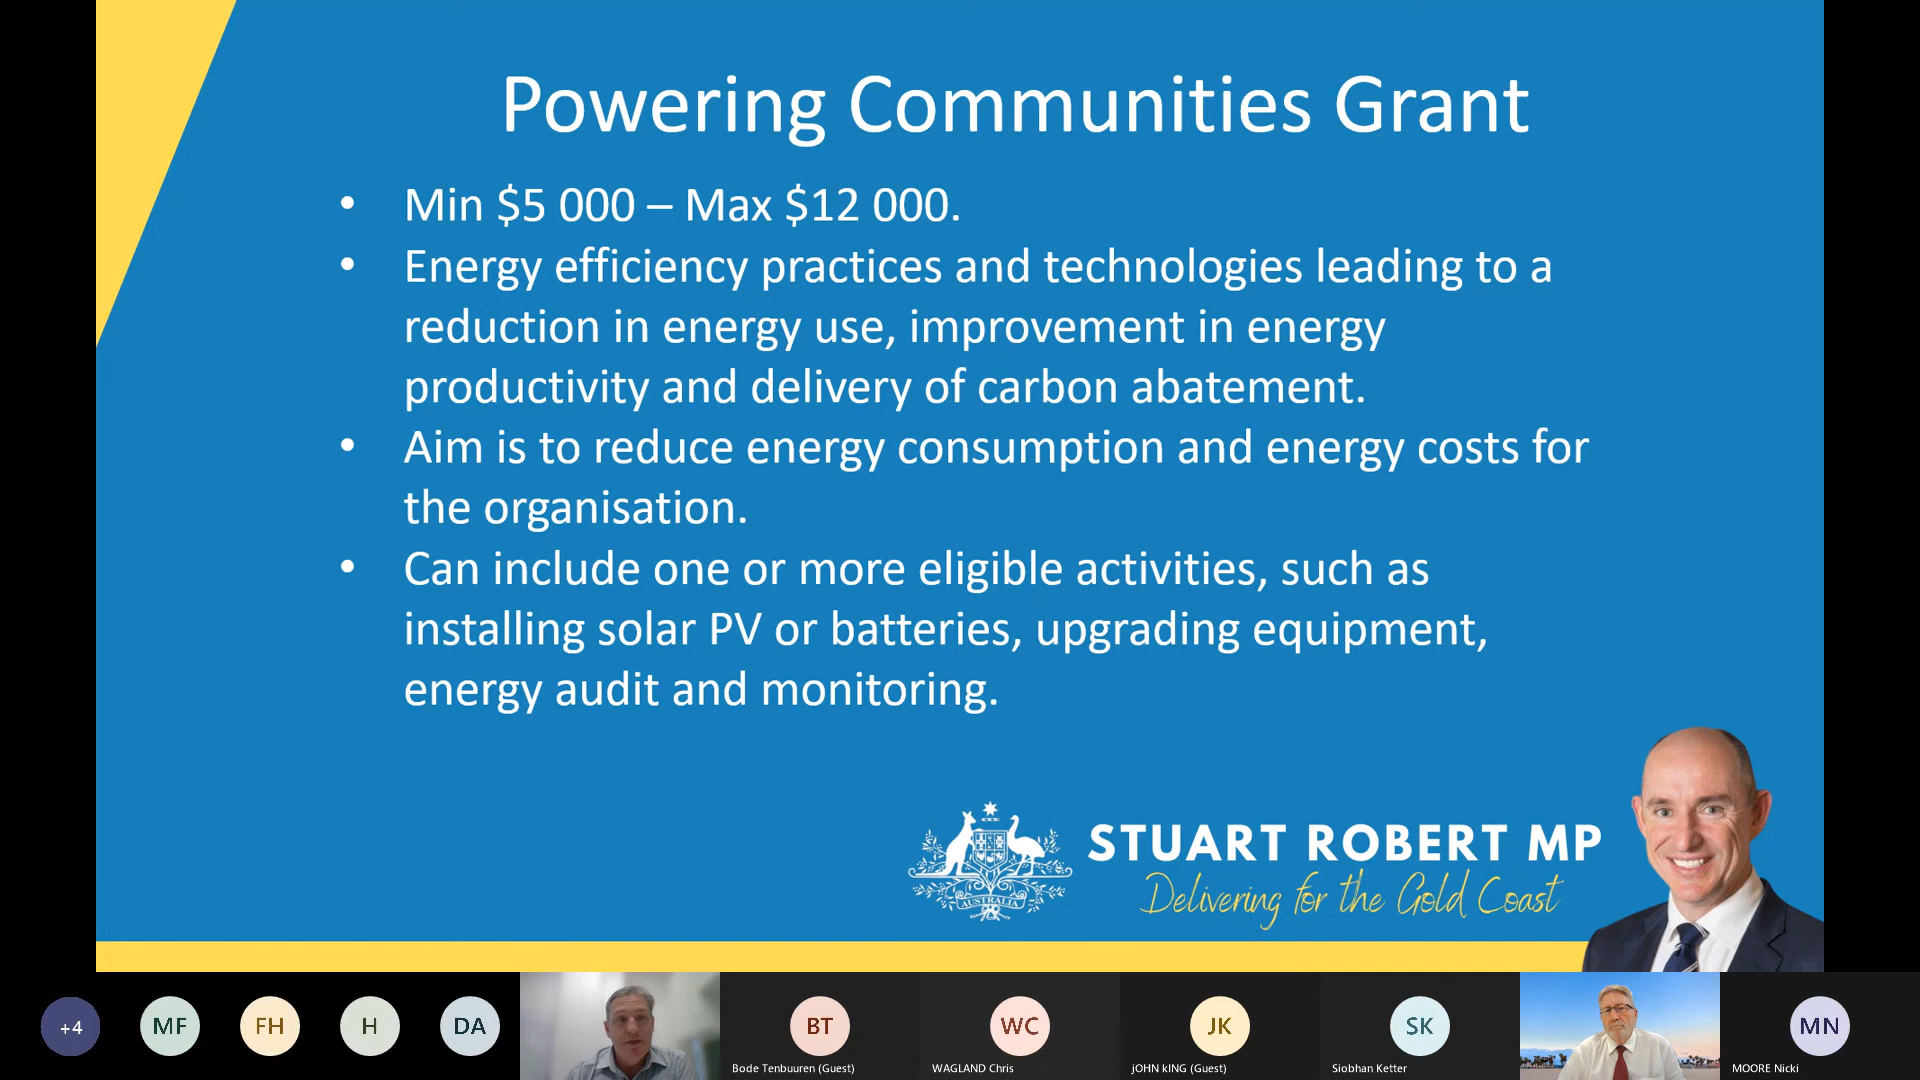 Powering Communities Grant
• Min $5 000 – Max $12 000.
• Energy efficiency practices and technologies leading to a
reduction in energy use, improvement in energy
productivity and delivery of carbon abatement.
• Aim is to reduce energy consumption and energy costs for
the organisation.
• Can include one or more eligible activities, such as
installing solar PV or batteries, upgrading equipment,
energy audit and monitoring.
AUSTRALIA
STUART ROBERT MP
Delivering for the Gold Coast
+4
MF
FH
H
DA
BT
Bode Tenbuuren (Guest)
WC
WAGLAND Chris
JK
jOHN kING (Guest)
SK
Siobhan Ketter
MN
MOORE Nicki